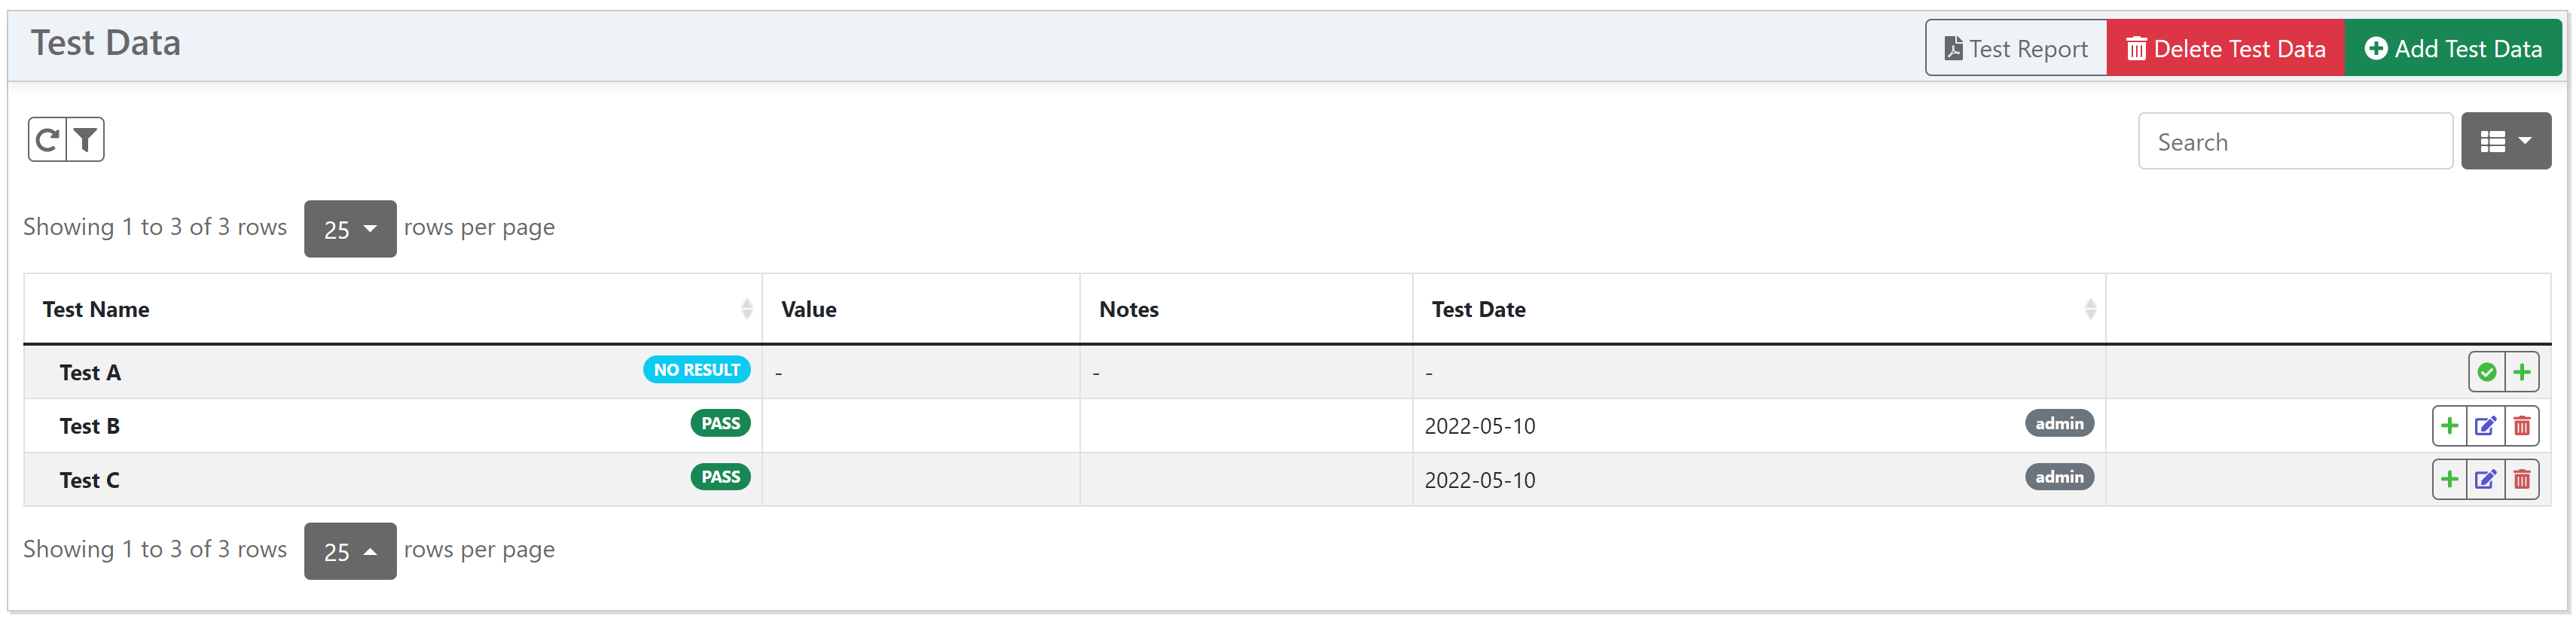 Test Data
Test Report Delete Test Data Add Test Data
Search
Showing 1 to 3 of 3 rows 25 rows per page
Test Name Value Notes Test Date
Test A NO RESULT - - -
Test B PASS 2022-05-10 admin
Test C PASS 2022-05-10 admin
Showing 1 to 3 of 3 rows 25 rows per page